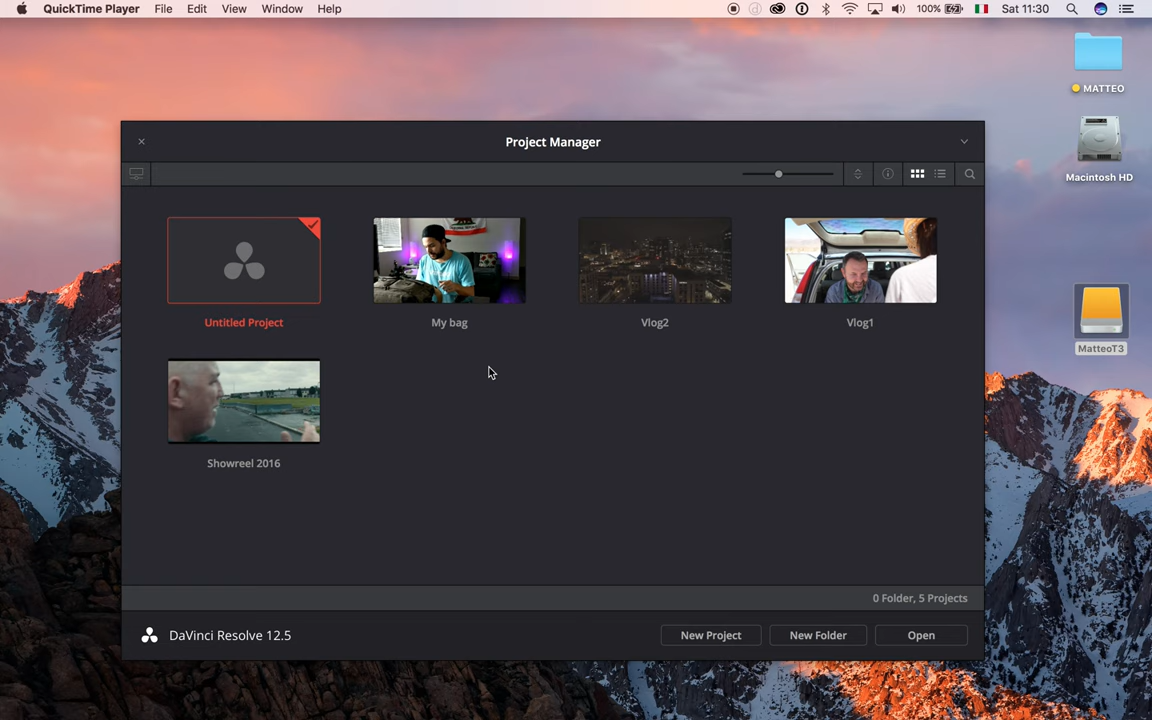 QuickTime Player File Edit View Window Help 100% Sat 11:30
MATTEO
Project Manager
Macintosh HD
Untitled Project My bag Vlog2 Vlog1
MatteoT3
Showreel 2016
0 Folder, 5 Projects
DaVinci Resolve 12.5 New Project New Folder Open